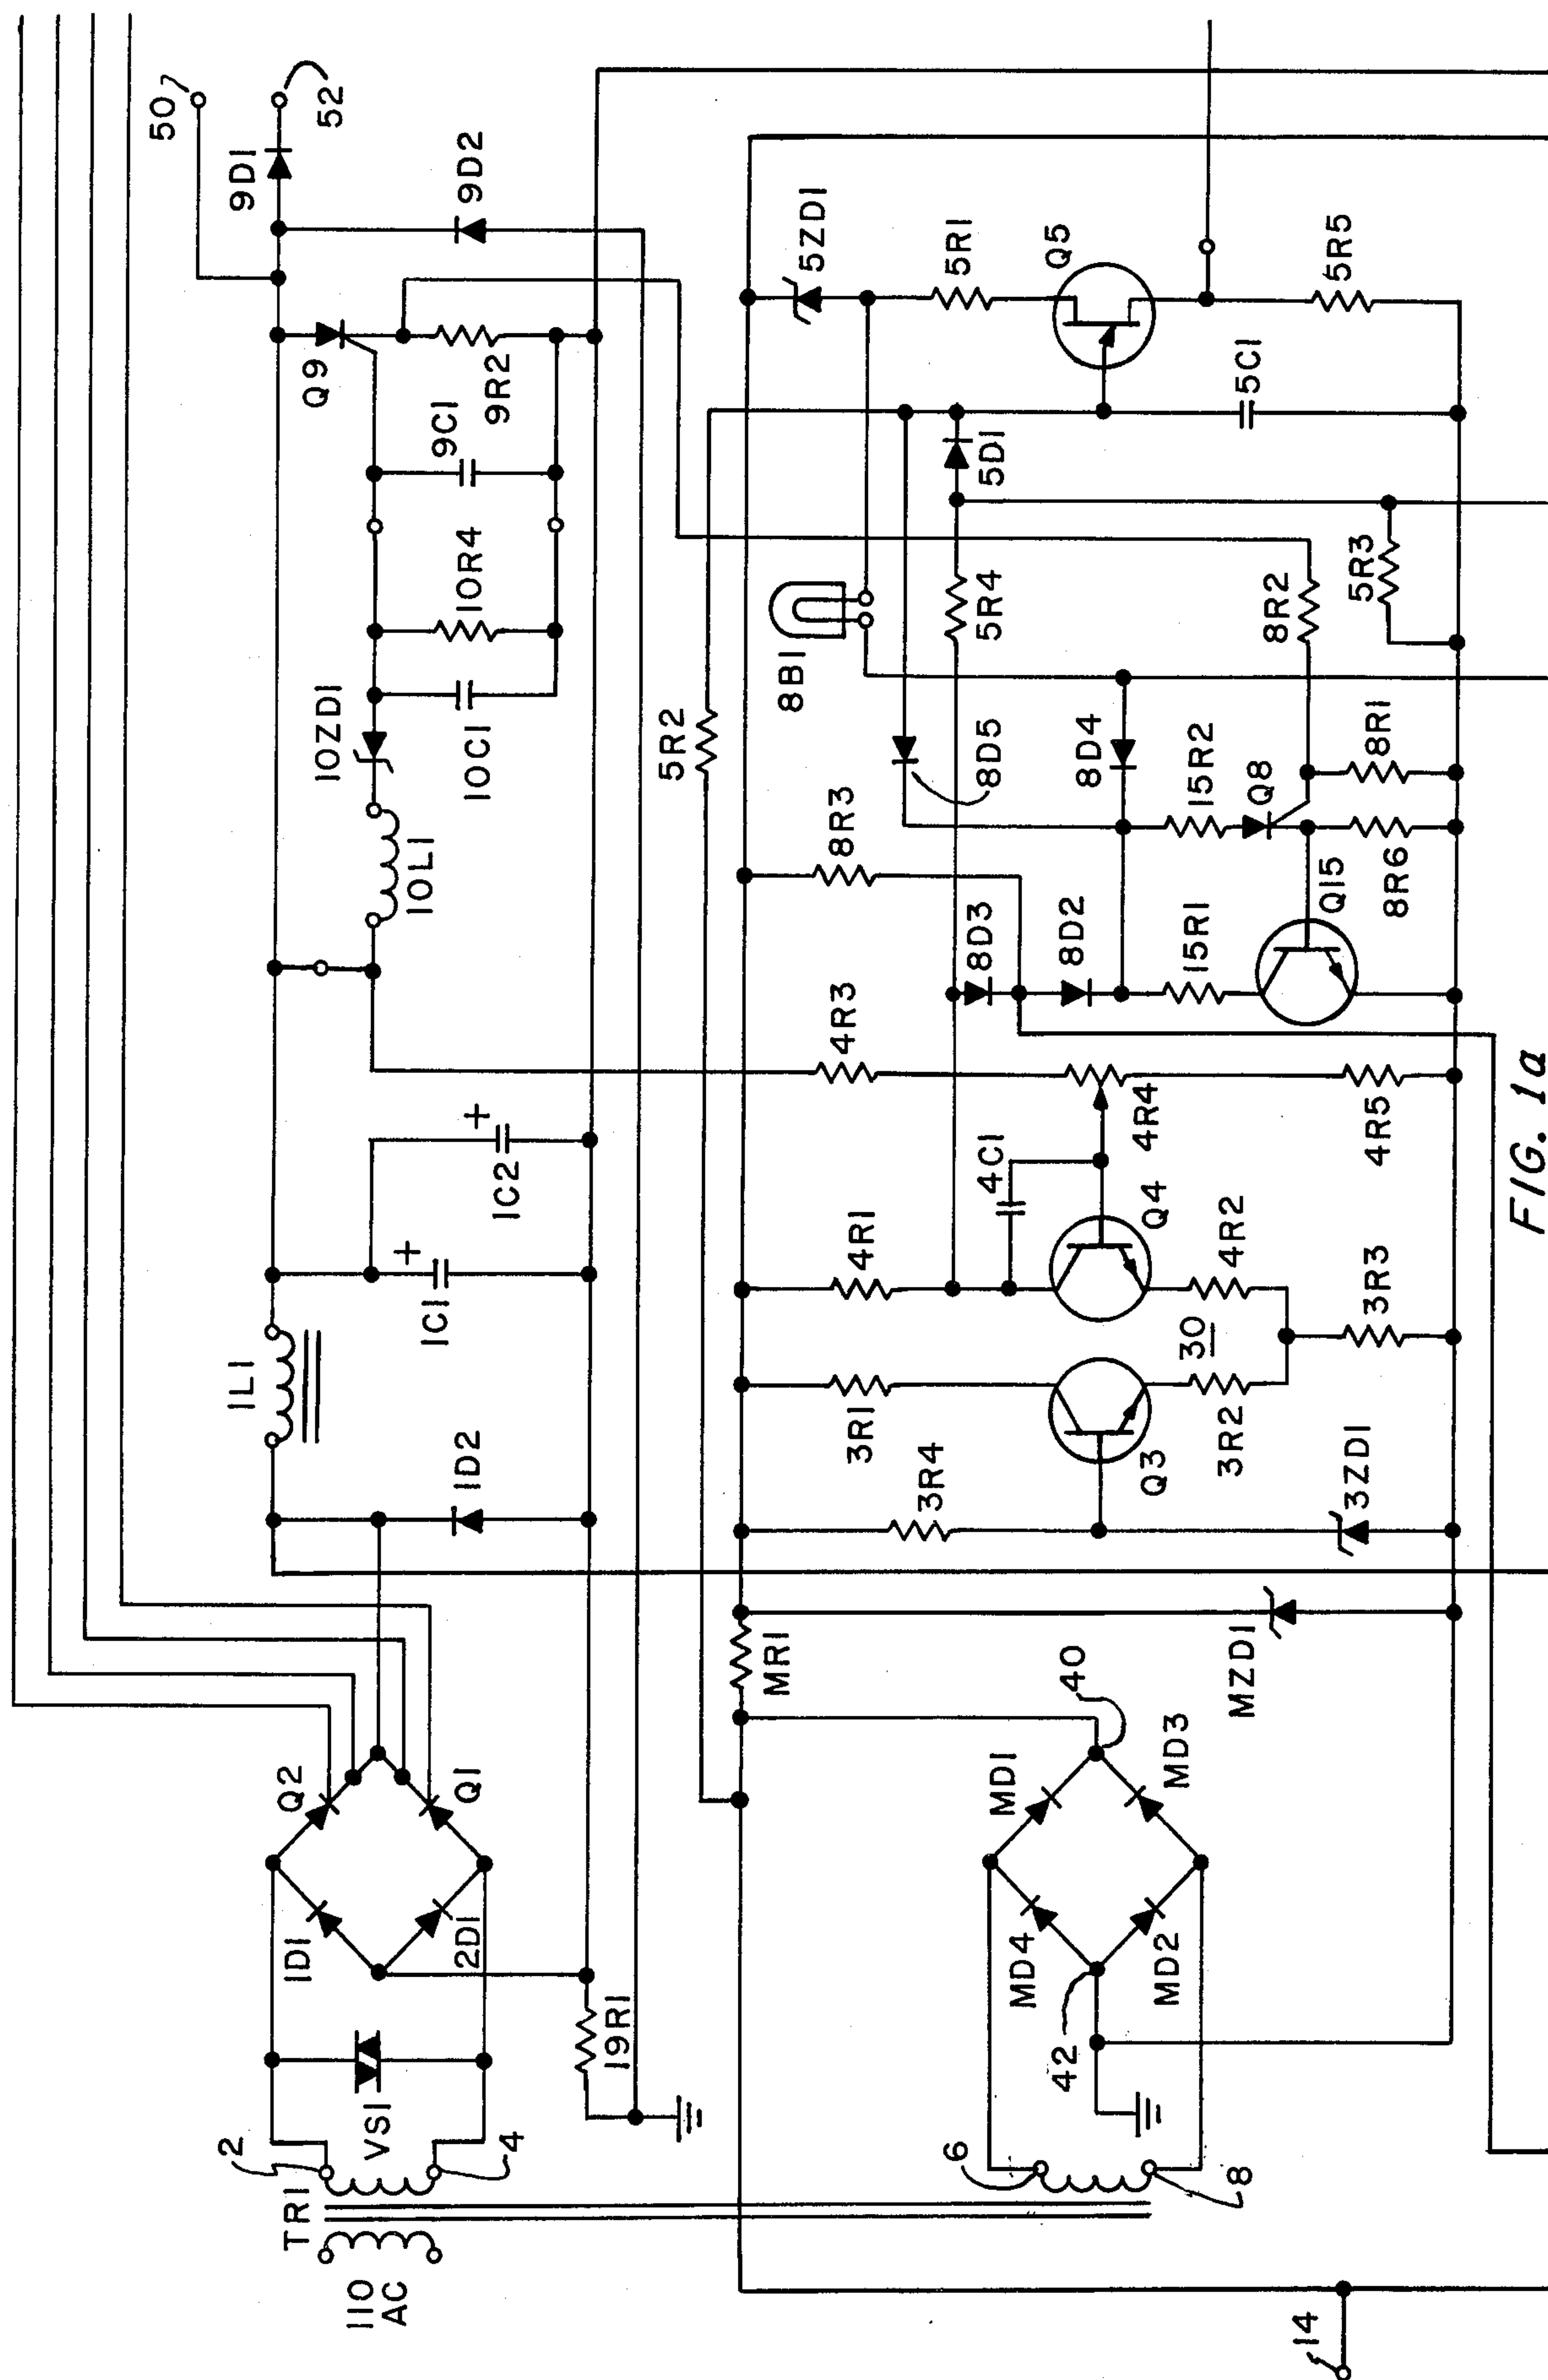 50
52
9D1
9D2
Q9
9R2
9C1
10R4
10C1
10ZD1
10L1
1C2
+
1C1
+
1L1
1D2
Q2
Q1
1D1
2D1
VS1
2
4
TR1
110
AC
19R1
5ZD1
5R1
Q5
5R5
5C1
5D1
5R4
5R3
8B1
8R2
5R2
8D5
8D4
15R2
Q8
8R1
8R6
8R3
8D3
8D2
15R1
Q15
4R3
4R4
4R5
4C1
4R1
Q4
4R2
30
3R3
3R1
3R2
Q3
3R4
3ZD1
MR1
MZD1
40
MD1
MD3
MD4
MD2
42
6
8
14
FIG. 1a